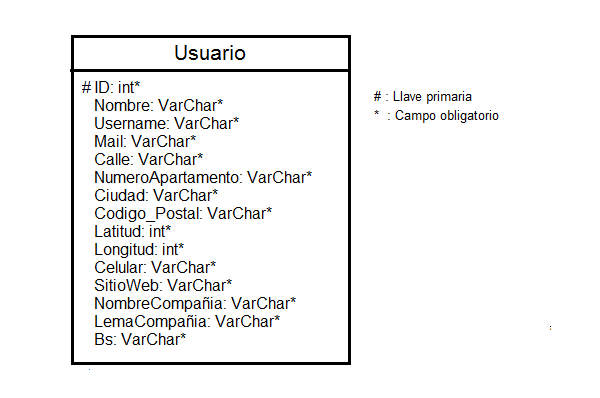 Usuario
# ID: int*
Nombre: VarChar*
Username: VarChar*
Mail: VarChar*
Calle: VarChar*
NumeroApartamento: VarChar*
Ciudad: VarChar*
Codigo_Postal: VarChar*
Latitud: int*
Longitud: int*
Celular: VarChar*
SitioWeb: VarChar*
NombreCompañia: VarChar*
LemaCompañia: VarChar*
Bs: VarChar*
# : Llave primaria
* : Campo obligatorio